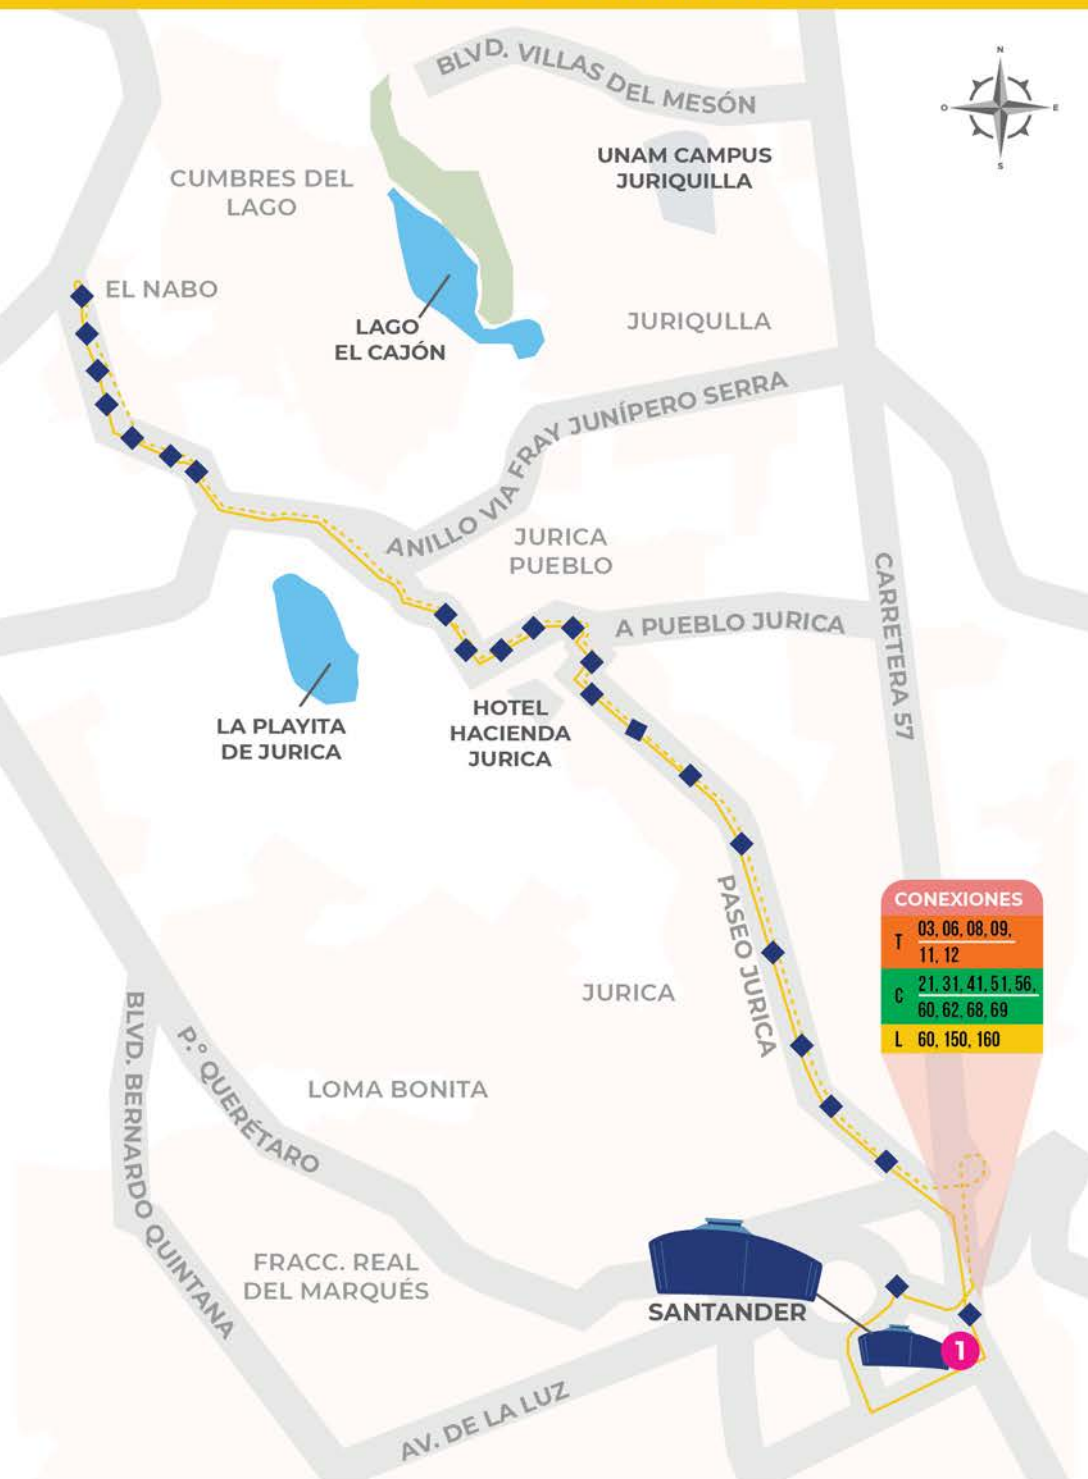 BLVD. VILLAS DEL MESÓN
N
O
E
S
UNAM CAMPUS
JURIQUILLA
CUMBRES DEL
LAGO
EL NABO
LAGO
EL CAJÓN
JURIQULLA
ANILLO VIA FRAY JUNÍPERO SERRA
JURICA
PUEBLO
CARRETERA 57
A PUEBLO JURICA
LA PLAYITA
DE JURICA
HOTEL
HACIENDA
JURICA
PASEO JURICA
CONEXIONES
T 03, 06, 08, 09,
11, 12
C 21, 31, 41, 51, 56,
60, 62, 68, 69
L 60, 150, 160
JURICA
BLVD. BERNARDO QUINTANA
P.º QUERÉTARO
LOMA BONITA
FRACC. REAL
DEL MARQUÉS
SANTANDER
1
AV. DE LA LUZ